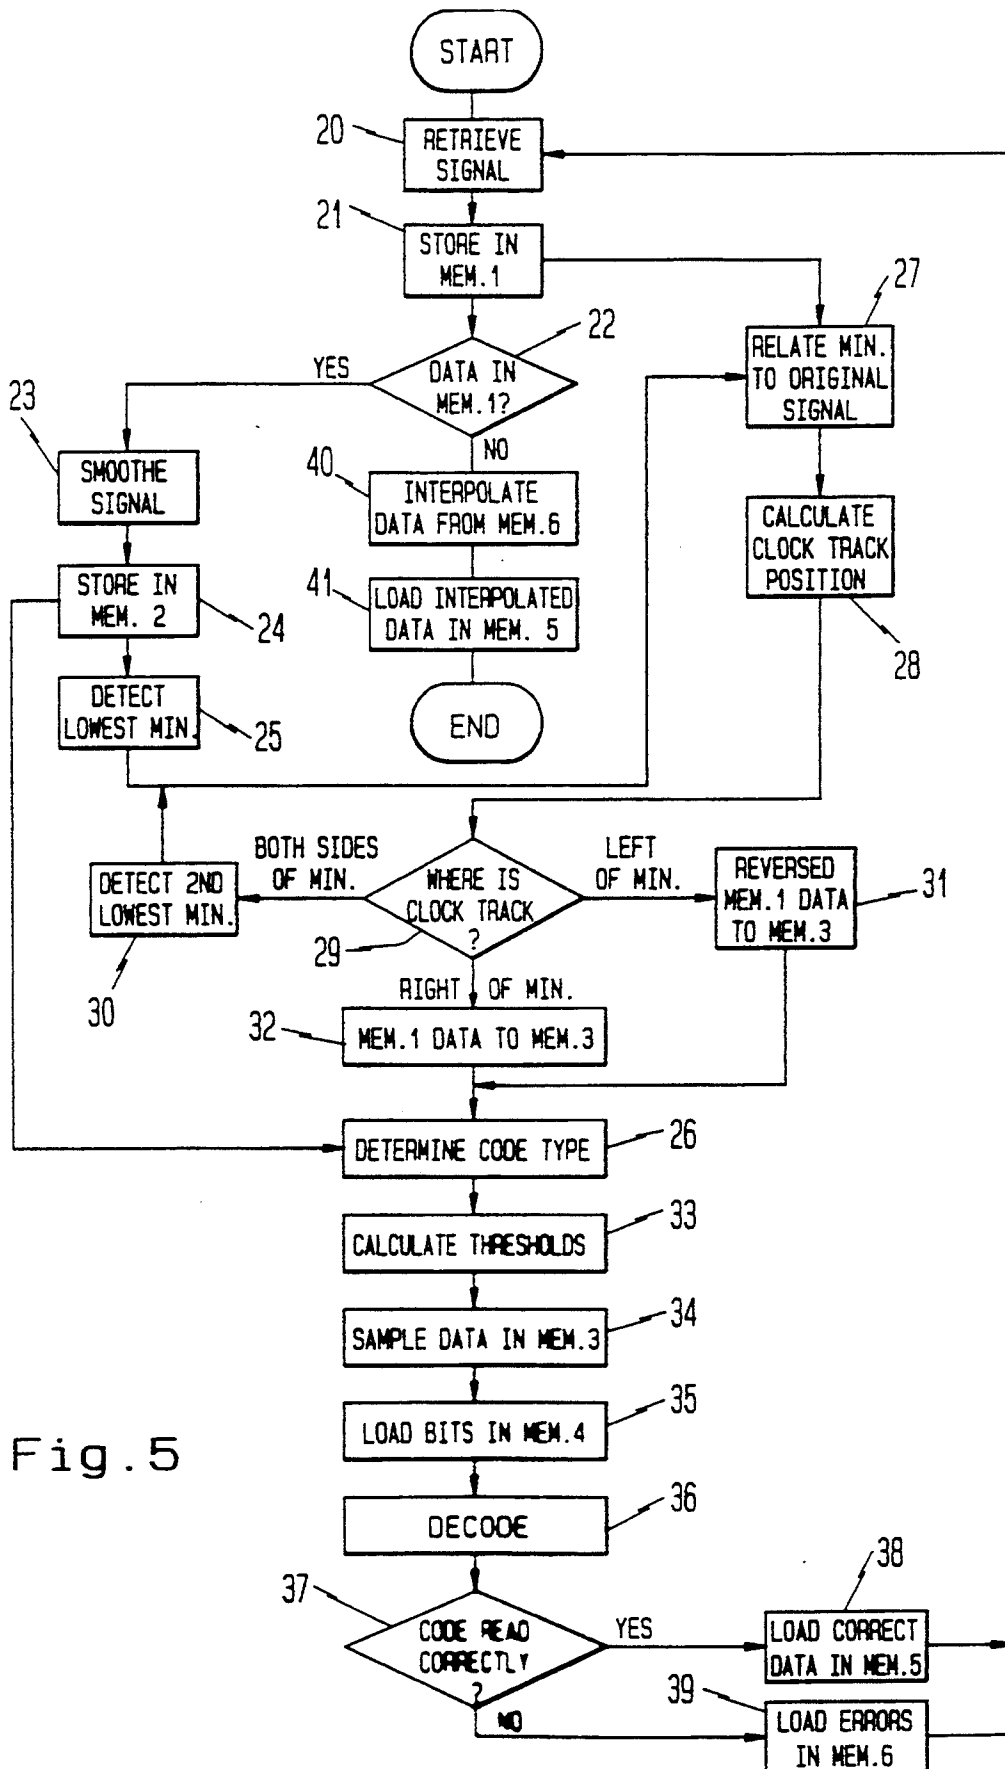 START
20
RETRIEVE
SIGNAL
21
STORE IN
MEM.1
27
RELATE MIN.
TO ORIGINAL
SIGNAL
22
DATA IN
MEM.1?
YES
NO
23
SMOOTHE
SIGNAL
40
INTERPOLATE
DATA FROM MEM.6
CALCULATE
CLOCK TRACK
POSITION
28
STORE IN
MEM. 2
24
41
LOAD INTERPOLATED
DATA IN MEM. 5
DETECT
LOWEST MIN.
25
END
BOTH SIDES
OF MIN.
LEFT
OF MIN.
DETECT 2ND
LOWEST MIN.
30
WHERE IS
CLOCK TRACK
?
29
REVERSED
MEM.1 DATA
TO MEM.3
31
RIGHT OF MIN.
32
MEM.1 DATA TO MEM.3
DETERMINE CODE TYPE
26
CALCULATE THRESHOLDS
33
SAMPLE DATA IN MEM.3
34
LOAD BITS IN MEM.4
35
Fig.5
DECODE
36
37
CODE READ
CORRECTLY
?
YES
NO
38
LOAD CORRECT
DATA IN MEM.5
39
LOAD ERRORS
IN MEM.6